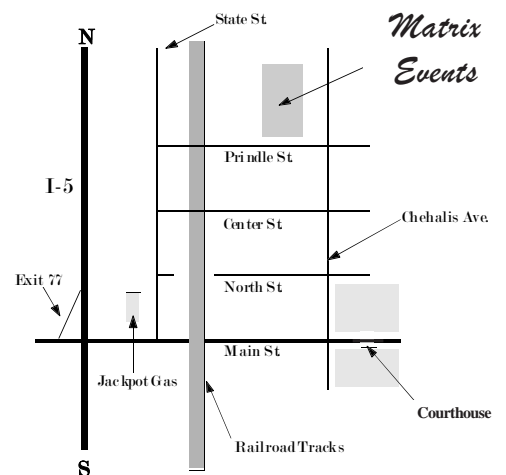 State St.
Matrix
Events
N
Prindle St.
I-5
Center St.
Chehalis Ave.
Exit 77
North St.
Main St.
Jackpot Gas
Courthouse
Railroad Tracks
S